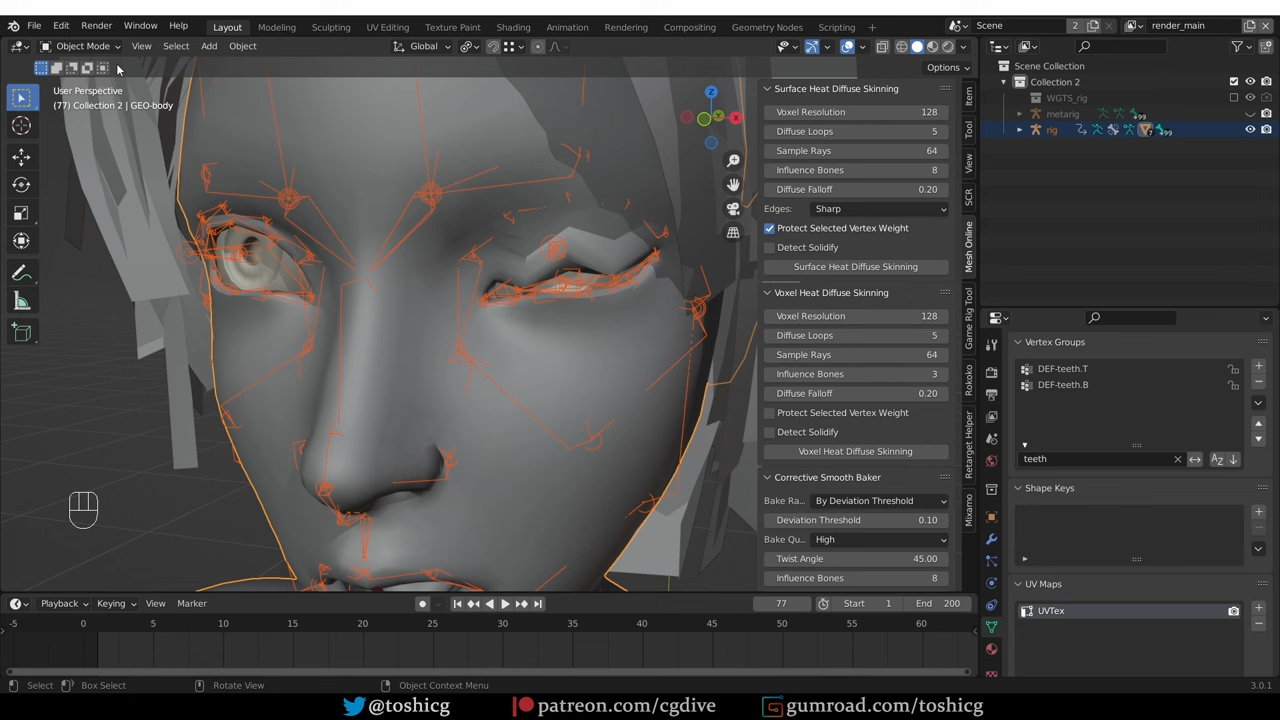 File Edit Render Window Help Layout Modeling Sculpting UV Editing Texture Paint Shading Animation Rendering Compositing Geometry Nodes Scripting + Scene 2 render_main
Object Mode View Select Add Object Global
Options
User Perspective
(77) Collection 2 | GEO-body
Z
X
Y
Surface Heat Diffuse Skinning
Voxel Resolution 128
Diffuse Loops 5
Sample Rays 64
Influence Bones 8
Diffuse Falloff 0.20
Edges: Sharp
Protect Selected Vertex Weight
Detect Solidify
Surface Heat Diffuse Skinning
Voxel Heat Diffuse Skinning
Voxel Resolution 128
Diffuse Loops 5
Sample Rays 64
Influence Bones 3
Diffuse Falloff 0.20
Protect Selected Vertex Weight
Detect Solidify
Voxel Heat Diffuse Skinning
Corrective Smooth Baker
Bake Ra... By Deviation Threshold
Deviation Threshold 0.10
Bake Qu... High
Twist Angle 45.00
Influence Bones 8
Item
Tool
View
SCR
Mesh Online
Game Rig Tool
Rokoko
Retarget Helper
Mixamo
Scene Collection
Collection 2
WGTS_rig
metarig +99
rig 7 +99
Vertex Groups
DEF-teeth.T
DEF-teeth.B
teeth
Shape Keys
UV Maps
UVTex
Playback Keying View Marker 77 Start 1 End 200
-5 0 5 10 15 20 25 30 35 40 45 50 55 60
Select Box Select Rotate View Object Context Menu 3.0.1
@toshicg patreon.com/cgdive gumroad.com/toshicg